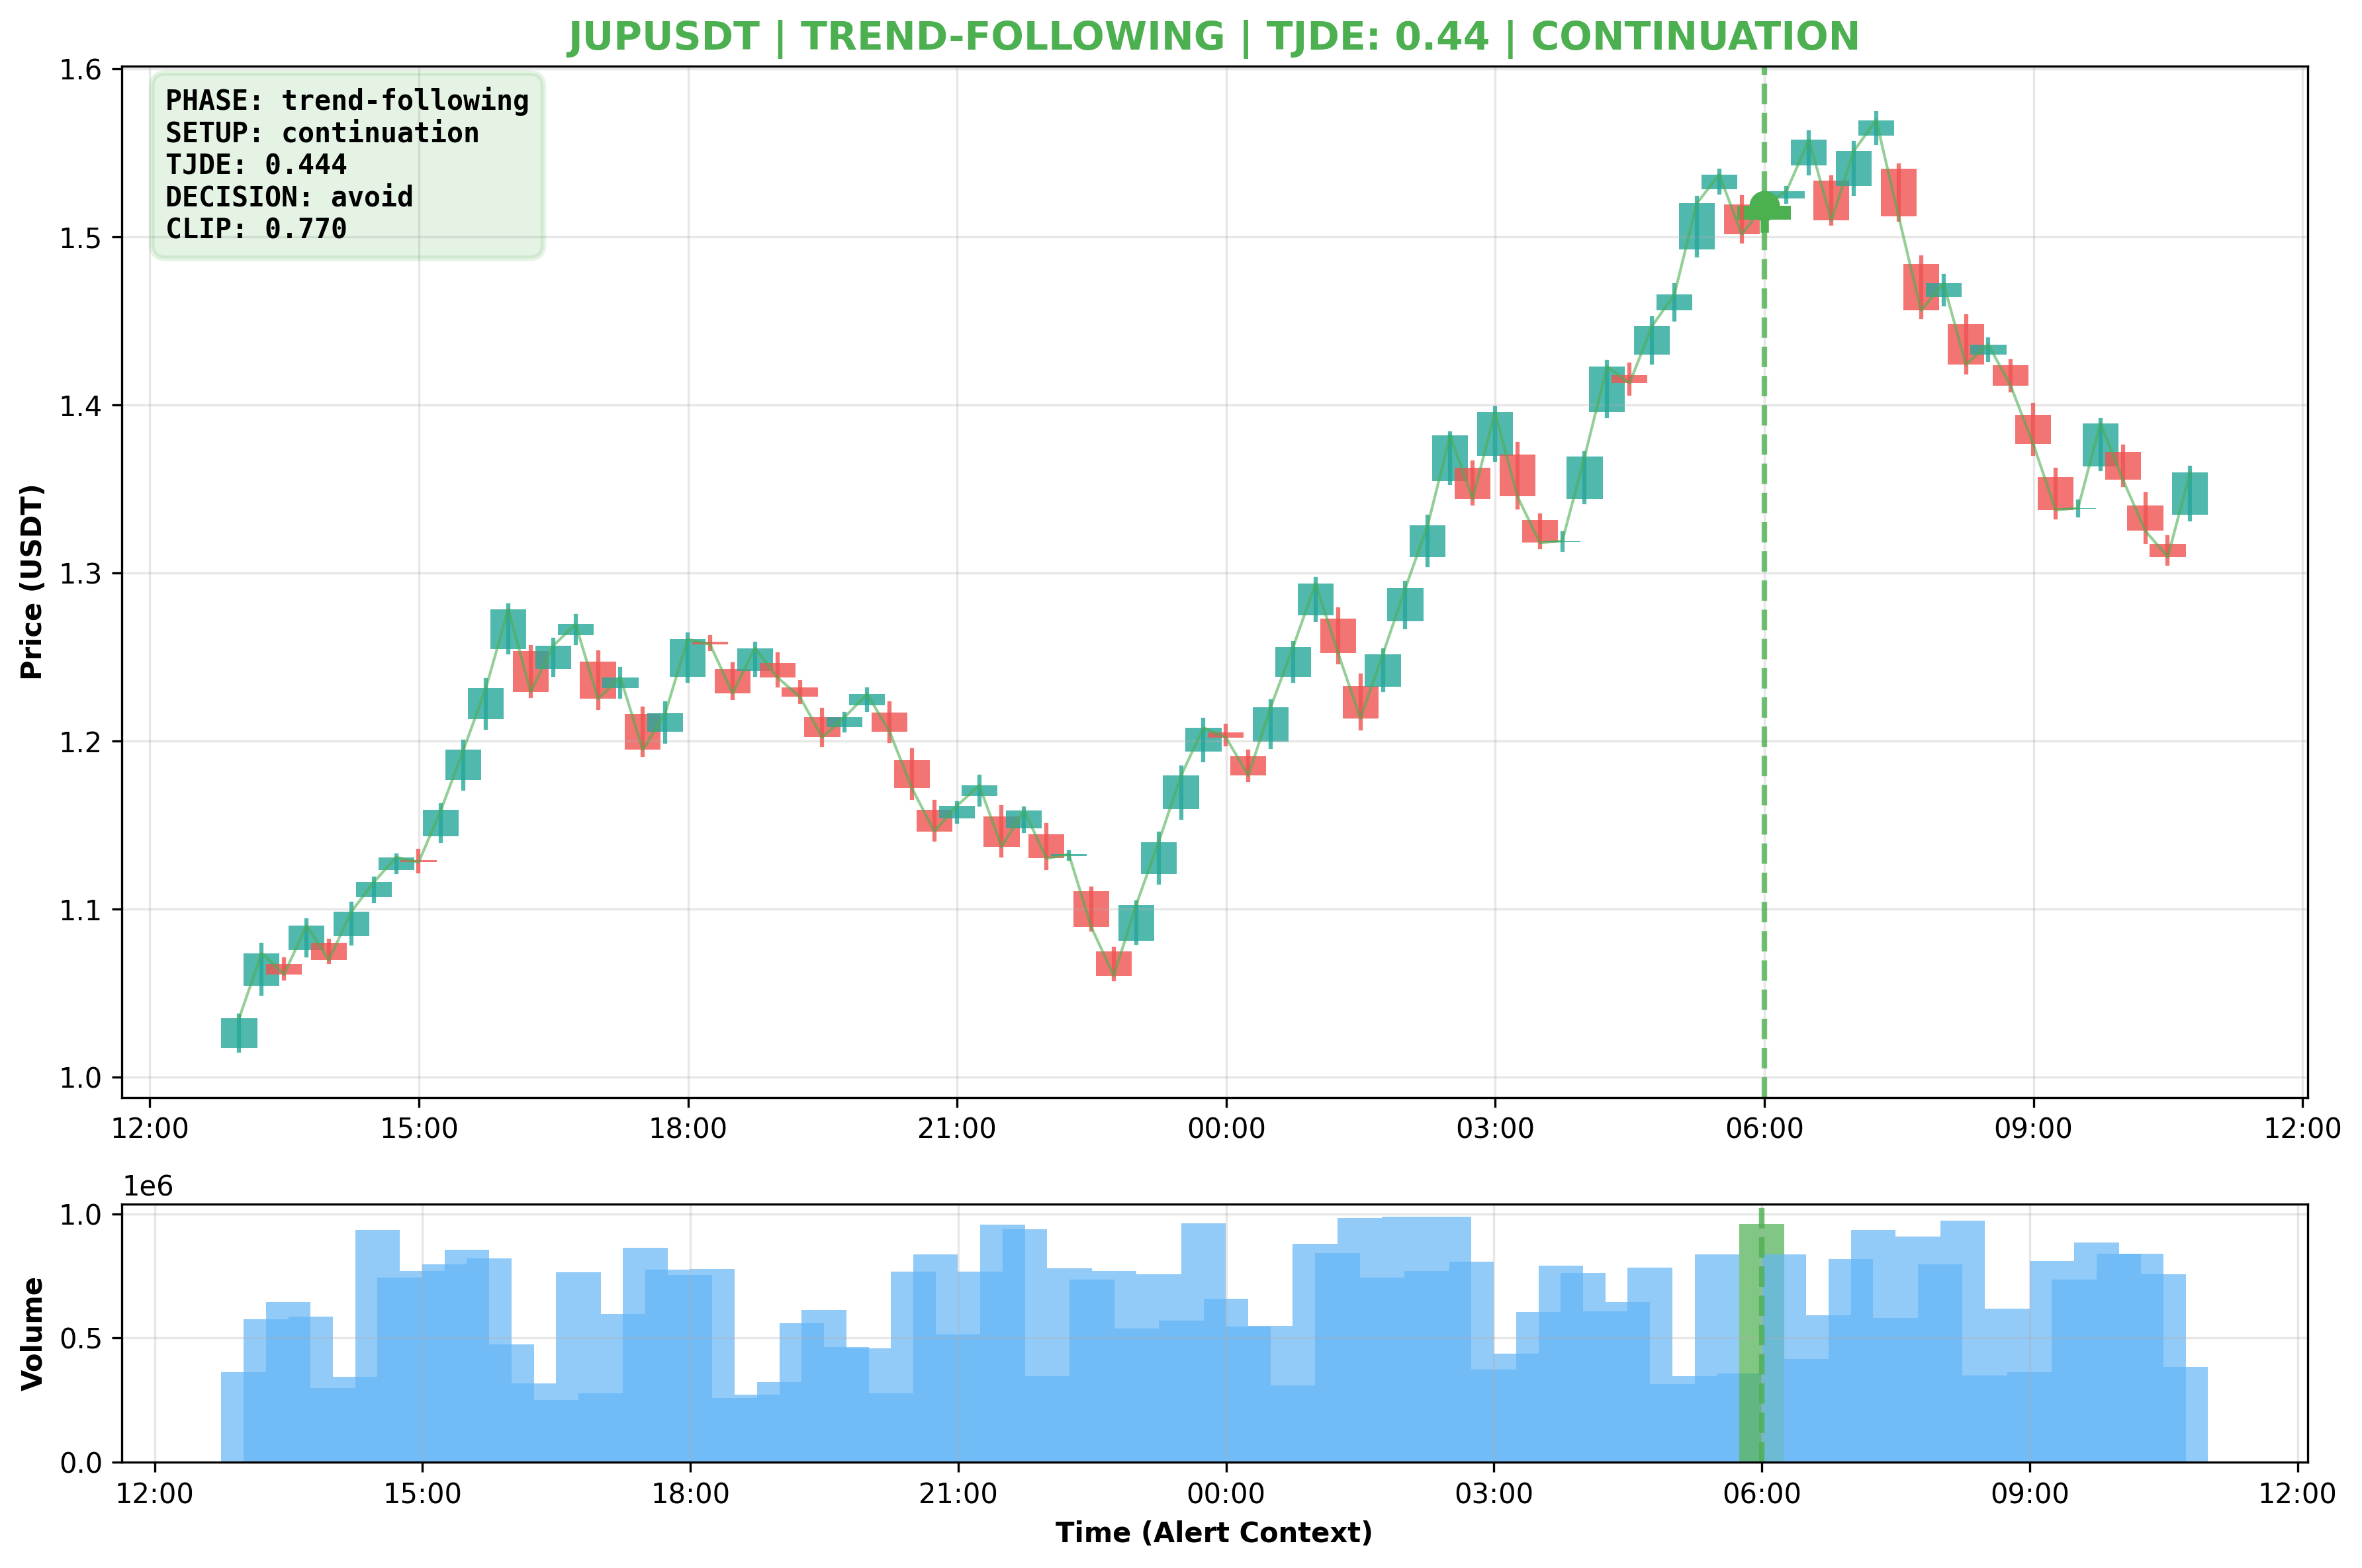 JUPUSDT | TREND-FOLLOWING | TJDE: 0.44 | CONTINUATION
PHASE: trend-following
SETUP: continuation
TJDE: 0.444
DECISION: avoid
CLIP: 0.770
Price (USDT)
1.6
1.5
1.4
1.3
1.2
1.1
1.0
12:00 15:00 18:00 21:00 00:00 03:00 06:00 09:00 12:00
1e6
Volume
1.0
0.5
0.0
12:00 15:00 18:00 21:00 00:00 03:00 06:00 09:00 12:00
Time (Alert Context)